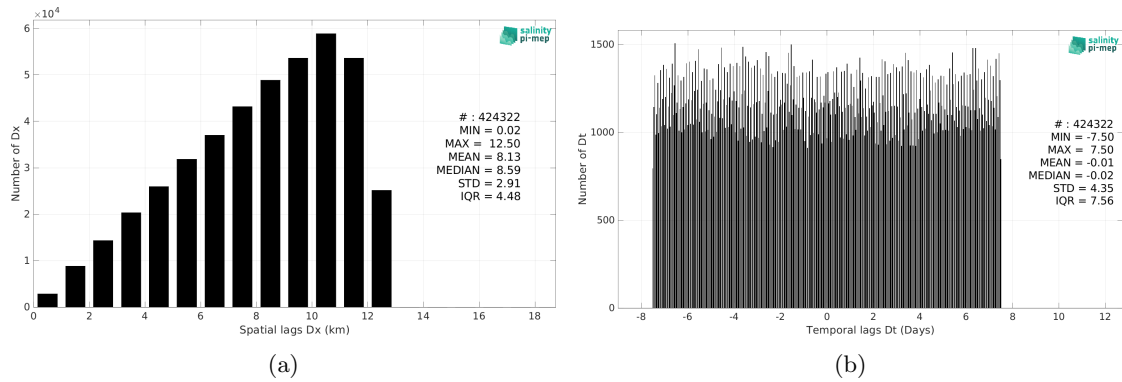 ×10⁴
6
5
4
3
2
1
0
Number of Dx
salinity
pi-mep
# : 424322
MIN = 0.02
MAX = 12.50
MEAN = 8.13
MEDIAN = 8.59
STD = 2.91
IQR = 4.48
0 2 4 6 8 10 12 14 16 18
Spatial lags Dx (km)
(a)
1500
1000
500
0
Number of Dt
salinity
pi-mep
# : 424322
MIN = -7.50
MAX = 7.50
MEAN = -0.01
MEDIAN = -0.02
STD = 4.35
IQR = 7.56
-8 -6 -4 -2 0 2 4 6 8 10 12
Temporal lags Dt (Days)
(b)